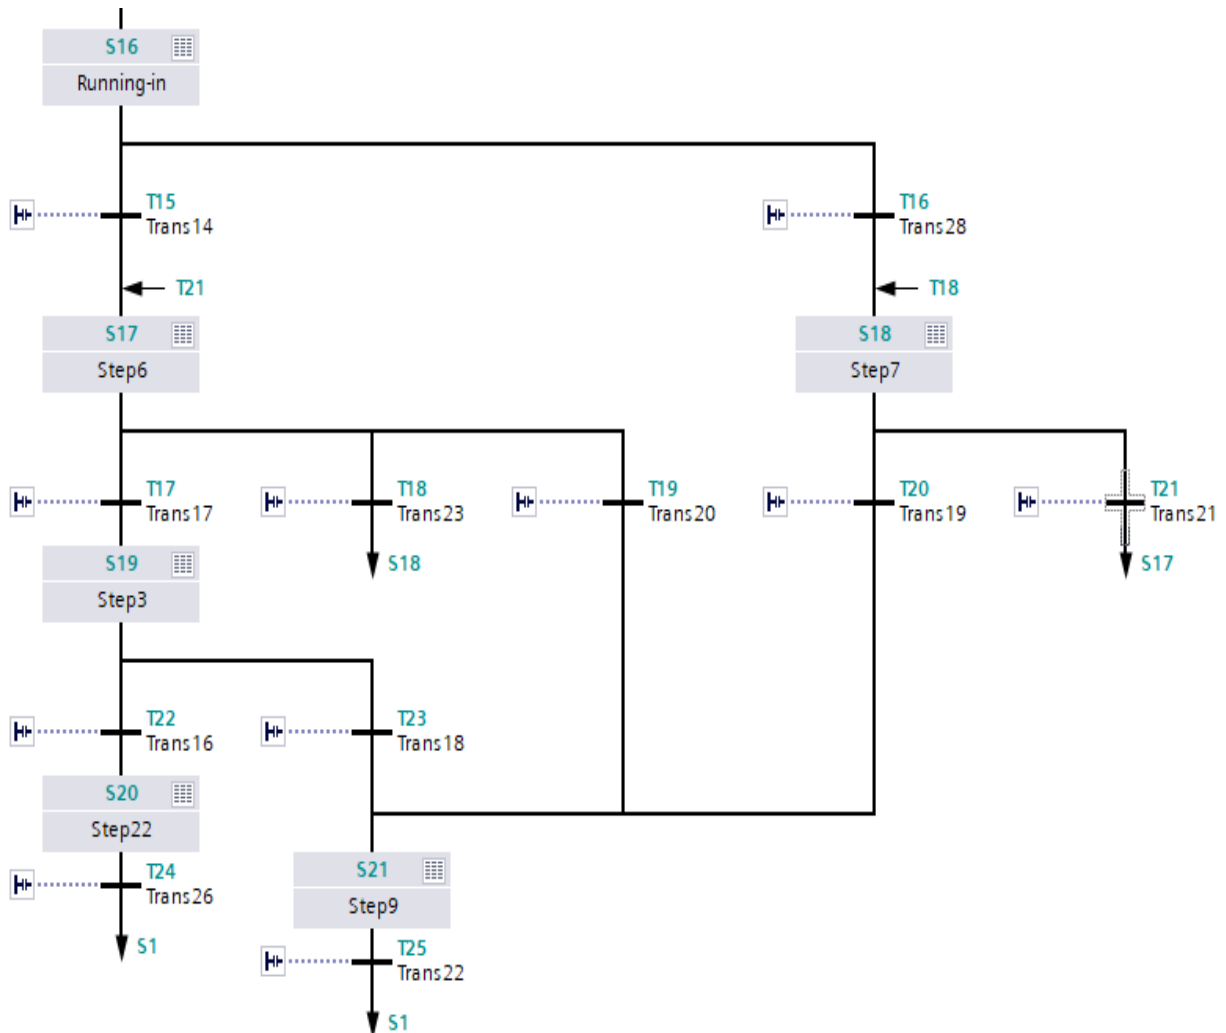 S16
Running-in
T15
Trans14
T16
Trans28
T21
T18
S17
Step6
S18
Step7
T17
Trans17
T18
Trans23
T19
Trans20
T20
Trans19
T21
Trans21
S18
S17
S19
Step3
T22
Trans16
T23
Trans18
S20
Step22
S21
Step9
T24
Trans26
S1
T25
Trans22
S1